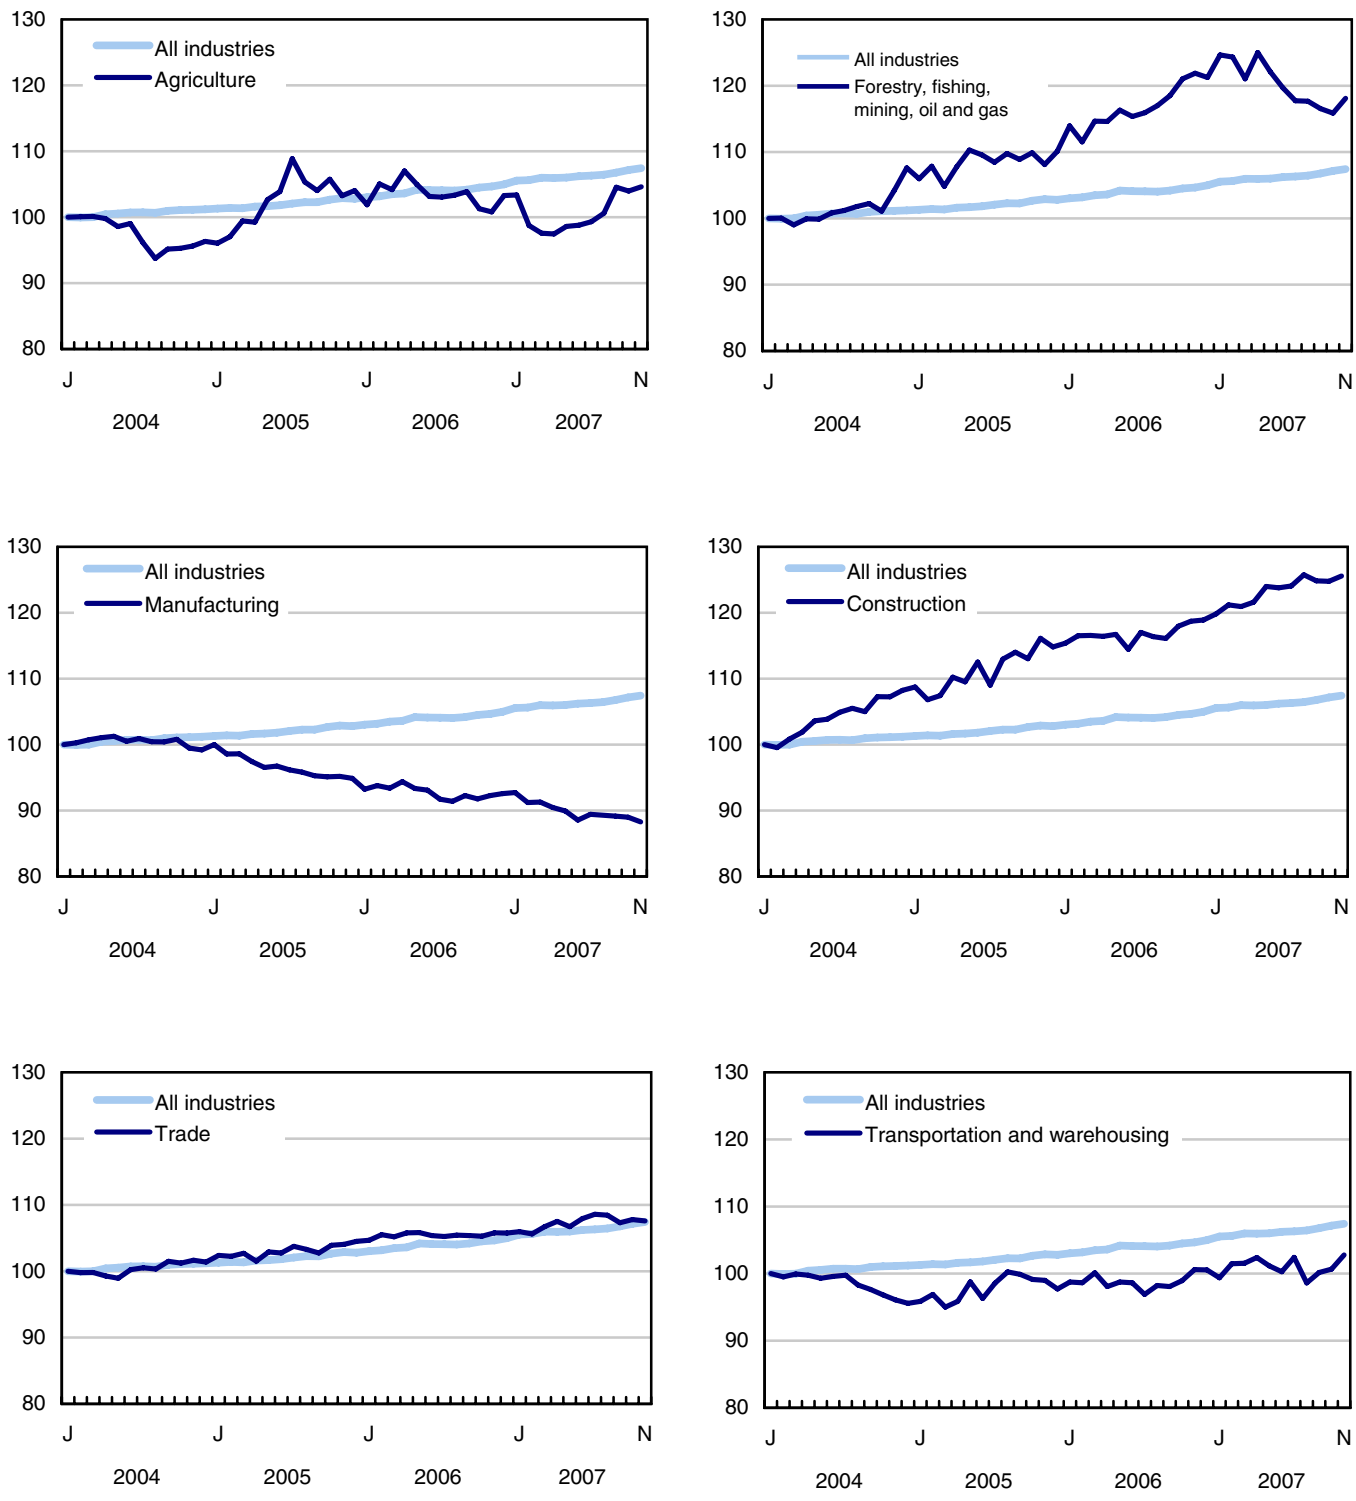 130
120
110
100
90
80
All industries
Agriculture
J J J J N
2004 2005 2006 2007
130
120
110
100
90
80
All industries
Forestry, fishing,
mining, oil and gas
J J J J N
2004 2005 2006 2007
130
120
110
100
90
80
All industries
Manufacturing
J J J J N
2004 2005 2006 2007
130
120
110
100
90
80
All industries
Construction
J J J J N
2004 2005 2006 2007
130
120
110
100
90
80
All industries
Trade
J J J J N
2004 2005 2006 2007
130
120
110
100
90
80
All industries
Transportation and warehousing
J J J J N
2004 2005 2006 2007